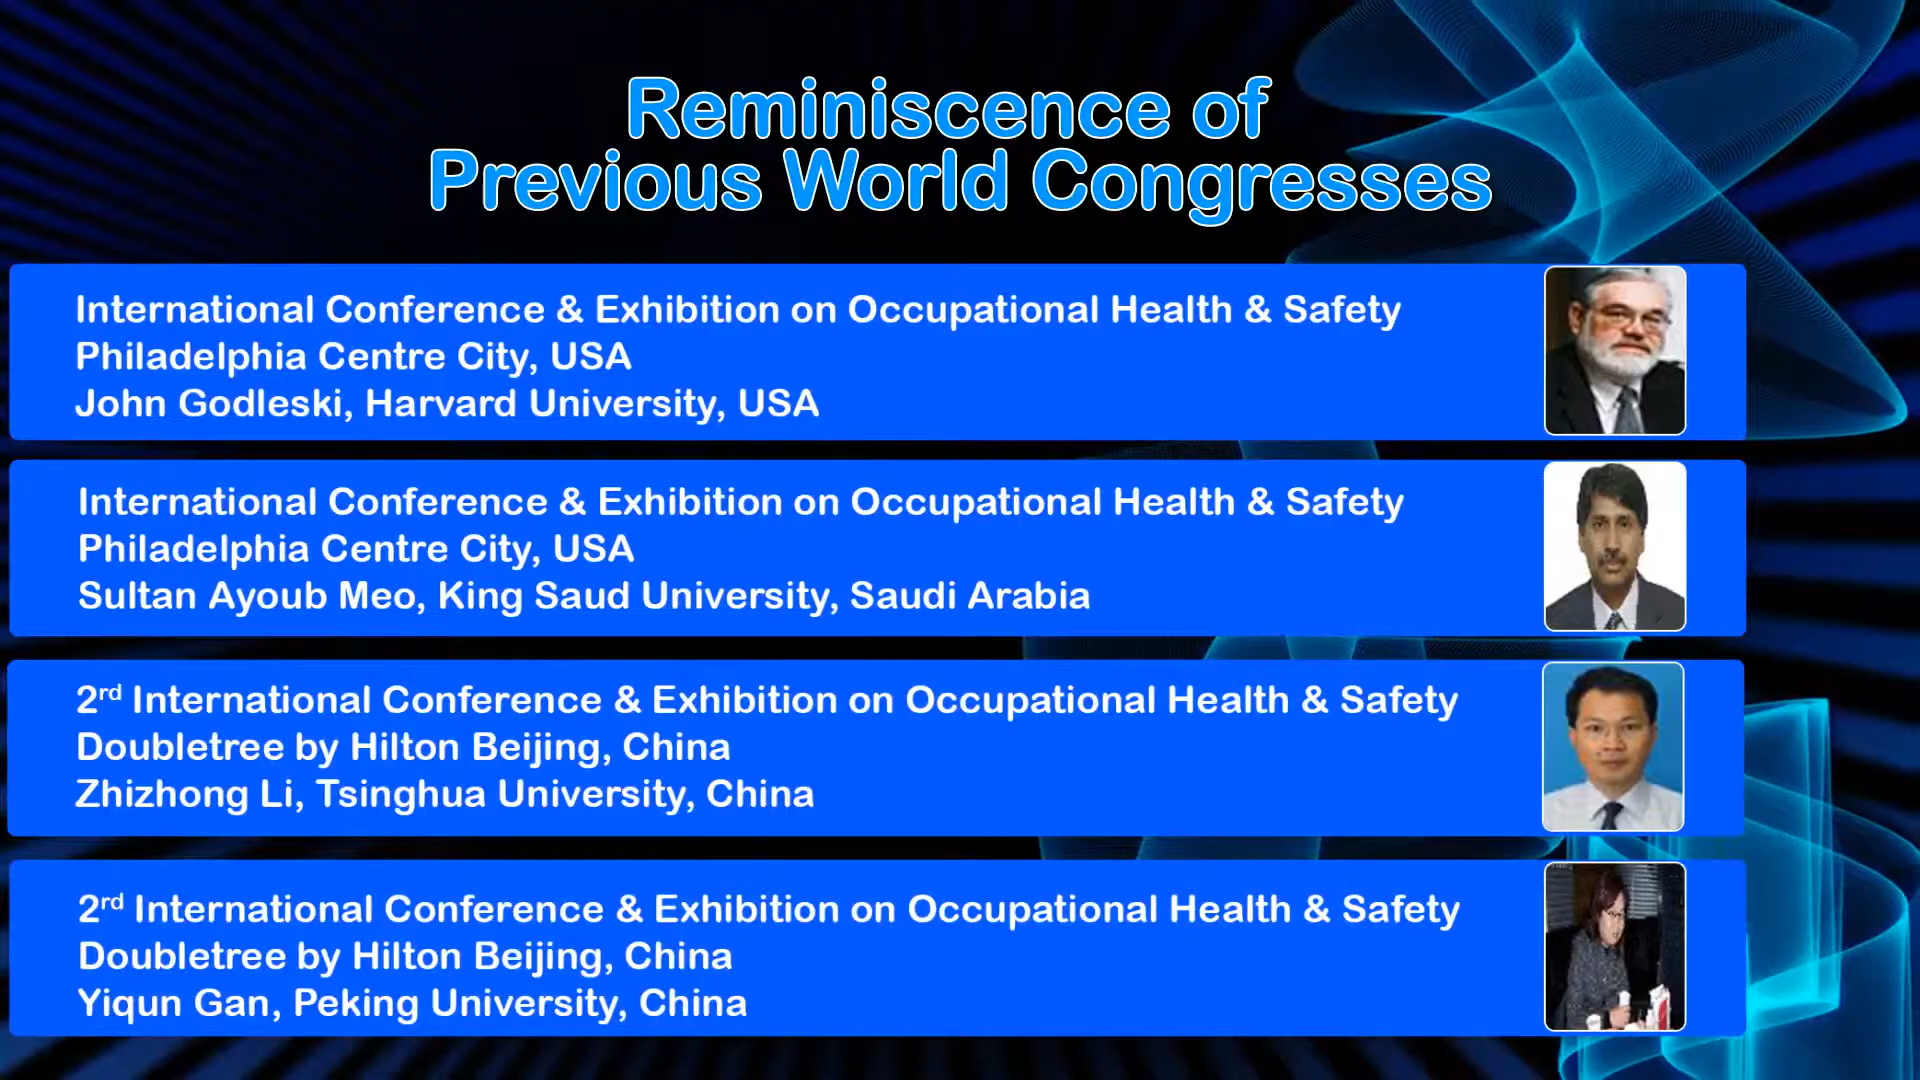 Reminiscence of
Previous World Congresses
International Conference & Exhibition on Occupational Health & Safety
Philadelphia Centre City, USA
John Godleski, Harvard University, USA
International Conference & Exhibition on Occupational Health & Safety
Philadelphia Centre City, USA
Sultan Ayoub Meo, King Saud University, Saudi Arabia
2rd International Conference & Exhibition on Occupational Health & Safety
Doubletree by Hilton Beijing, China
Zhizhong Li, Tsinghua University, China
2rd International Conference & Exhibition on Occupational Health & Safety
Doubletree by Hilton Beijing, China
Yiqun Gan, Peking University, China